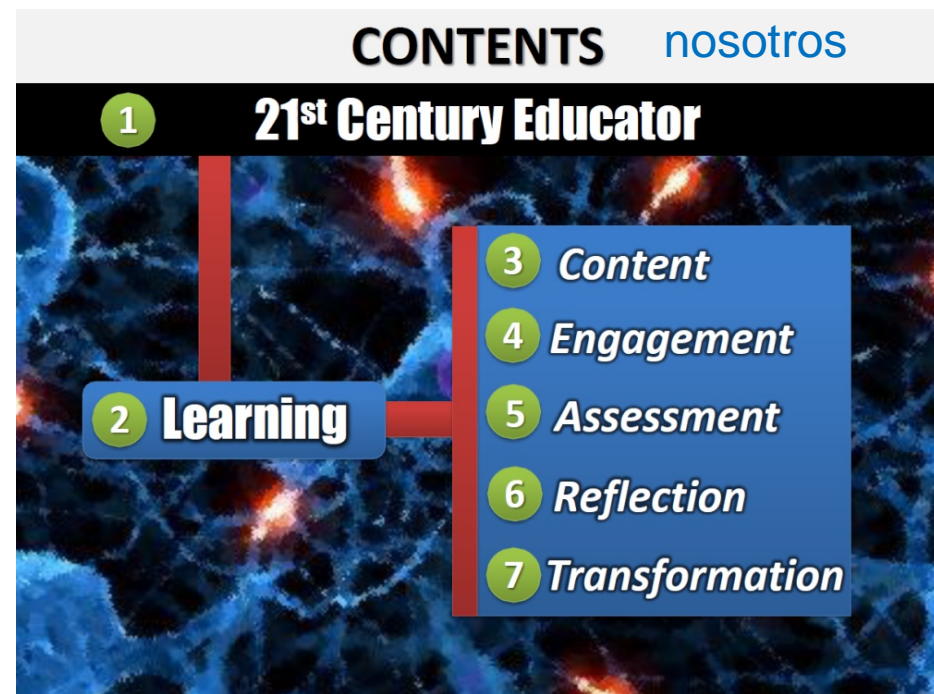 CONTENTS nosotros
1 21st Century Educator
3 Content
4 Engagement
2 Learning
5 Assessment
6 Reflection
7 Transformation